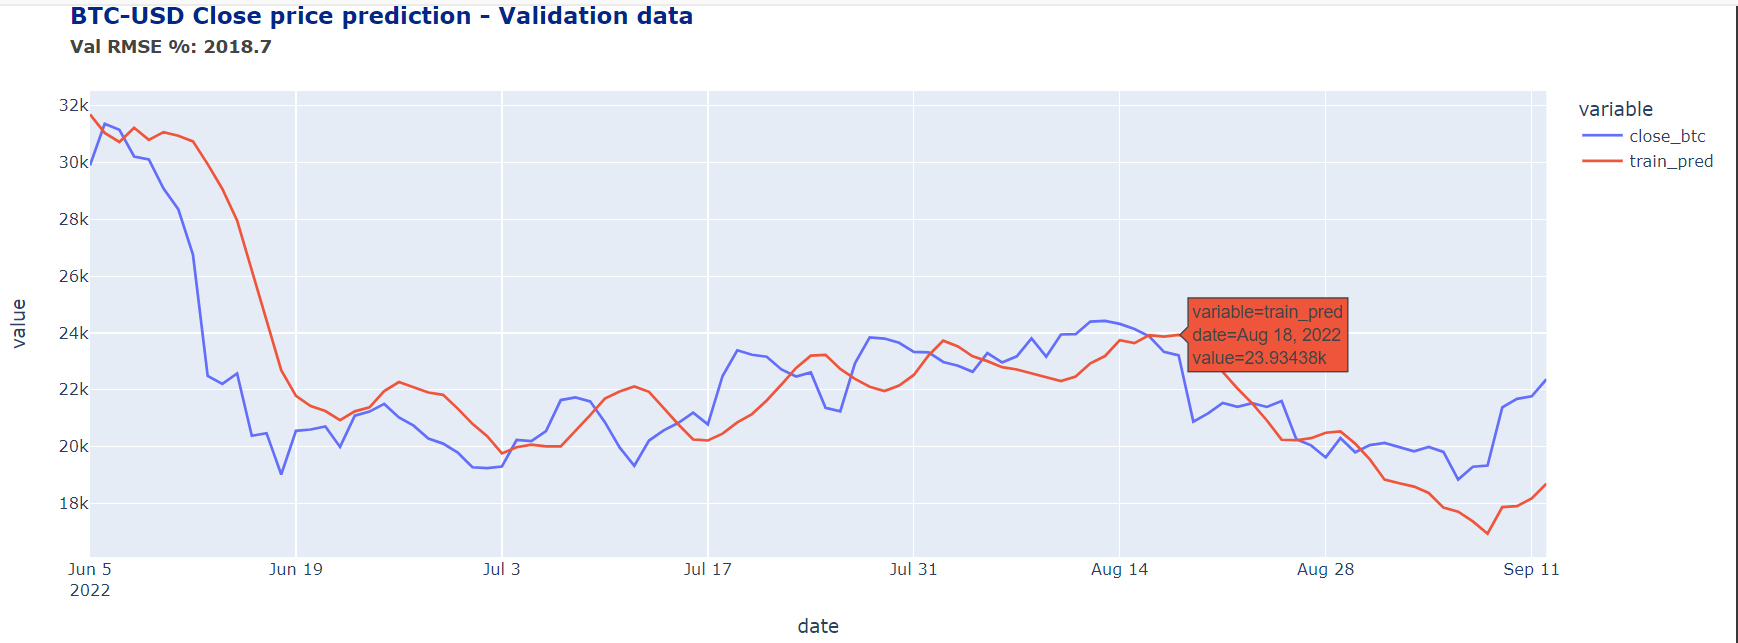 BTC-USD Close price prediction - Validation data
Val RMSE %: 2018.7
32k
30k
28k
26k
24k
22k
20k
18k
value
Jun 5
2022
Jun 19
Jul 3
Jul 17
Jul 31
Aug 14
Aug 28
Sep 11
date
variable=train_pred
date=Aug 18, 2022
value=23.93438k
variable
close_btc
train_pred